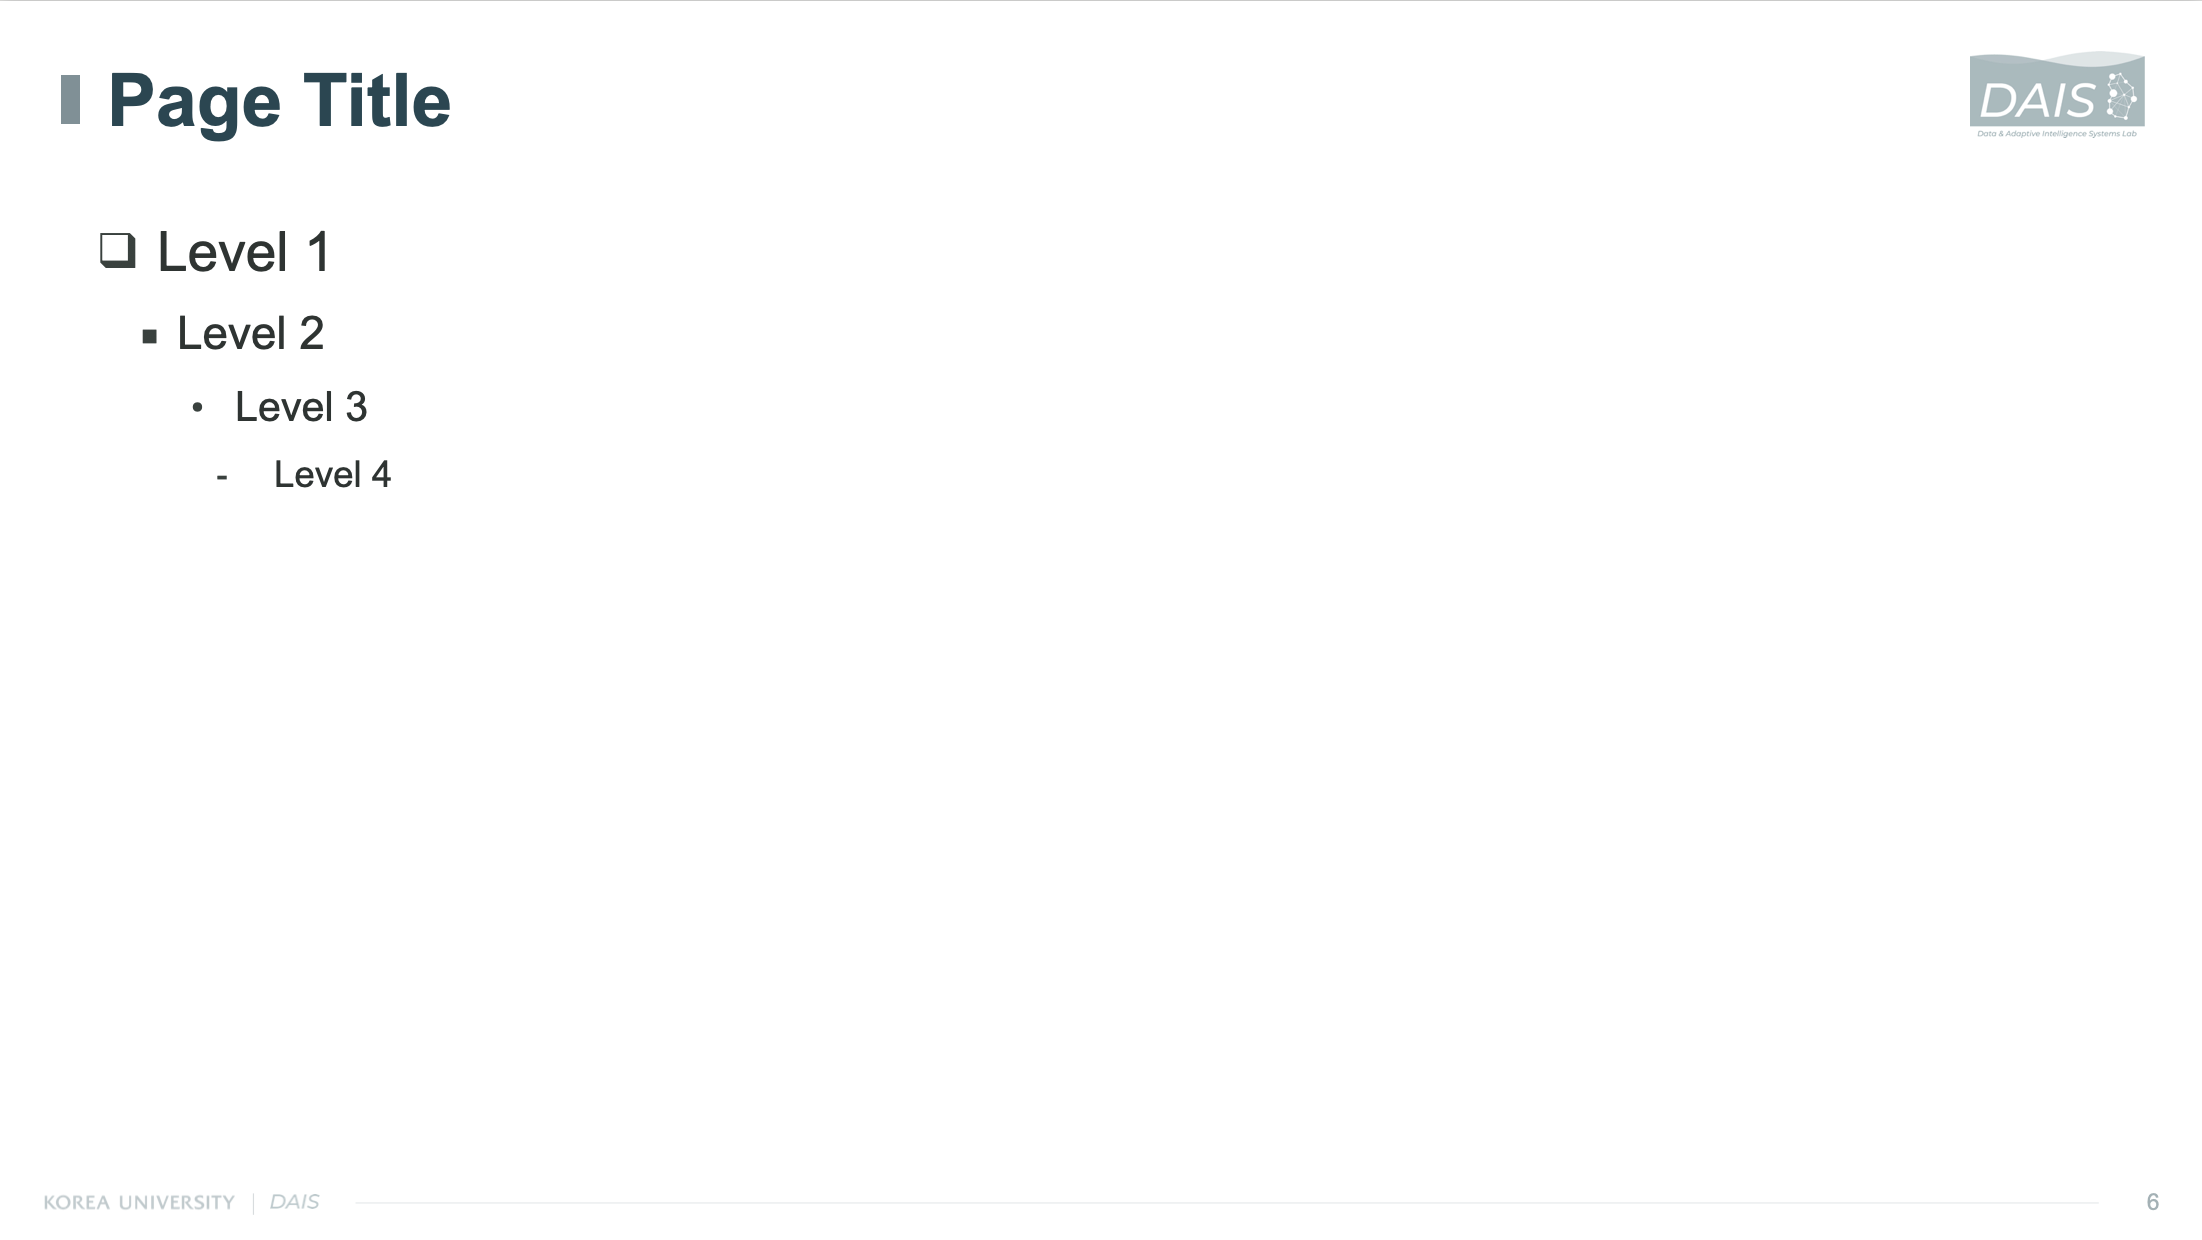 Page Title
DAIS
Data & Adaptive Intelligence Systems Lab
❑ Level 1
▪ Level 2
• Level 3
- Level 4
KOREA UNIVERSITY | DAIS
6